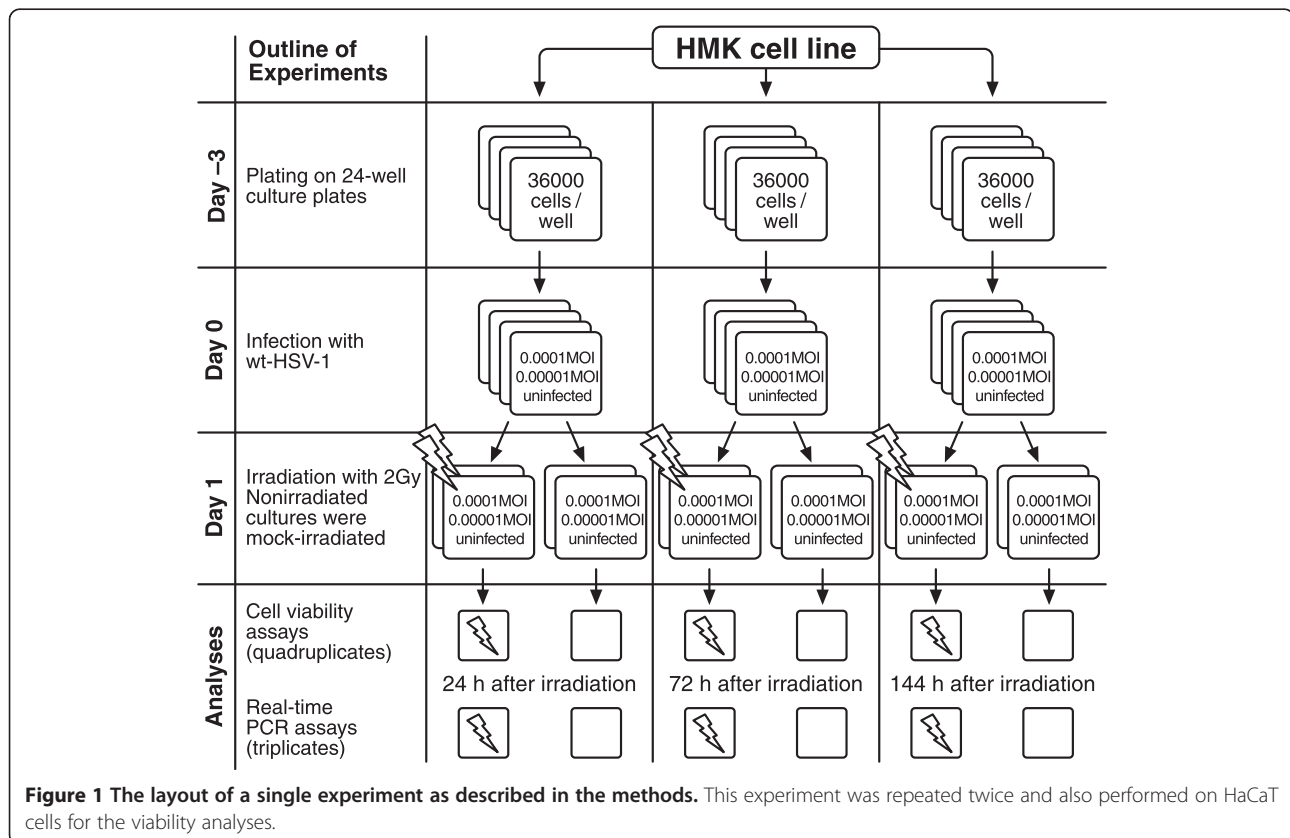 Outline of
Experiments
HMK cell line
Day –3
Plating on 24-well
culture plates
36000
cells /
well
36000
cells /
well
36000
cells /
well
Day 0
Infection with
wt-HSV-1
0.0001MOI
0.00001MOI
uninfected
0.0001MOI
0.00001MOI
uninfected
0.0001MOI
0.00001MOI
uninfected
Day 1
Irradiation with 2Gy
Nonirradiated
cultures were
mock-irradiated
0.0001MOI
0.00001MOI
uninfected
0.0001MOI
0.00001MOI
uninfected
0.0001MOI
0.00001MOI
uninfected
0.0001MOI
0.00001MOI
uninfected
0.0001MOI
0.00001MOI
uninfected
0.0001MOI
0.00001MOI
uninfected
Analyses
Cell viability
assays
(quadruplicates)
24 h after irradiation
72 h after irradiation
144 h after irradiation
Real-time
PCR assays
(triplicates)
Figure 1 The layout of a single experiment as described in the methods. This experiment was repeated twice and also performed on HaCaT
cells for the viability analyses.